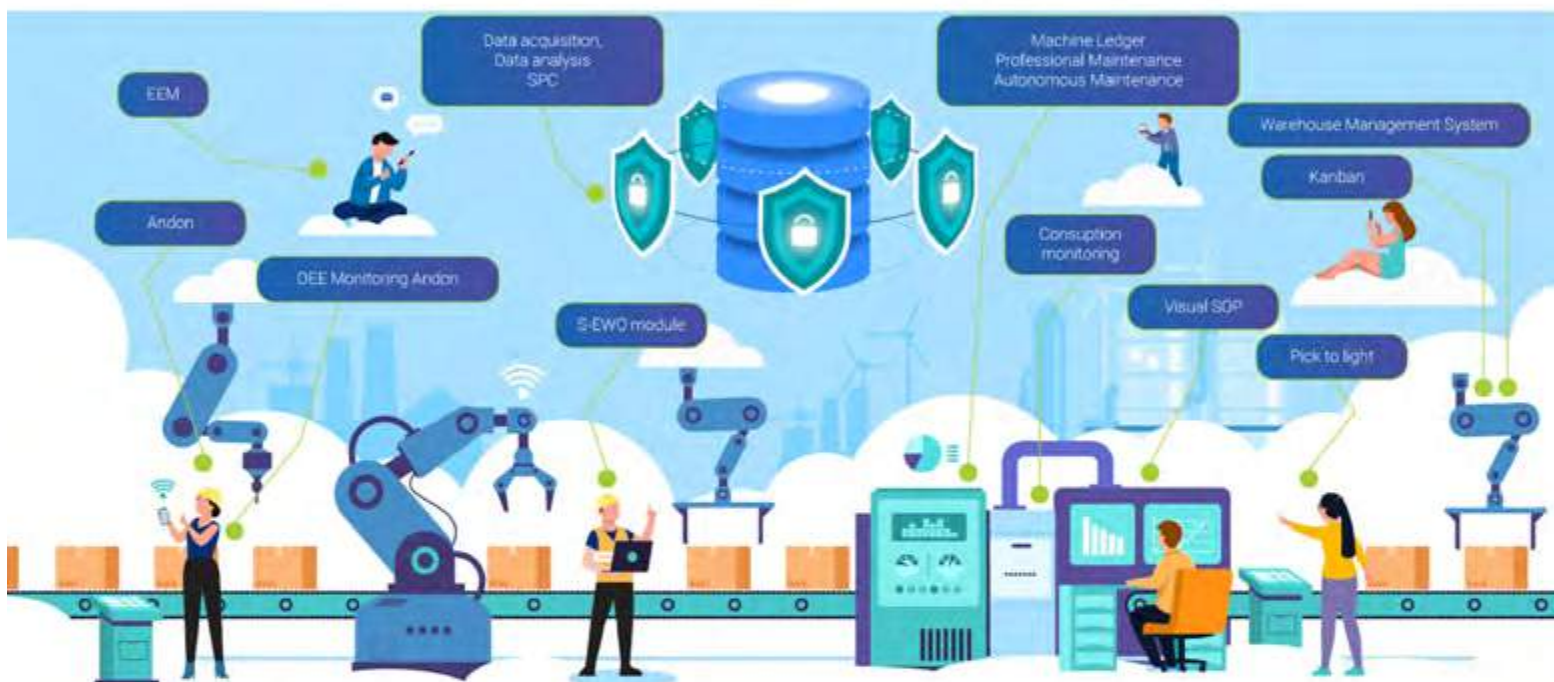 Data acquisition,
Data analysis
SPC
Machine Ledger
Professional Maintenance
Autonomous Maintenance
EEM
Warehouse Management System
Kanban
Andon
Consuption
monitoring
OEE Monitoring Andon
Visual SOP
S-EWO module
Pick to light